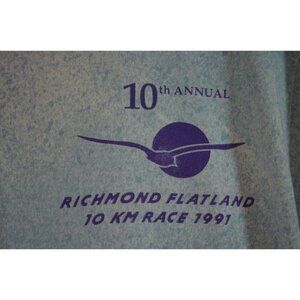 10th ANNUAL
RICHMOND FLATLAND
10 KM RACE 1991